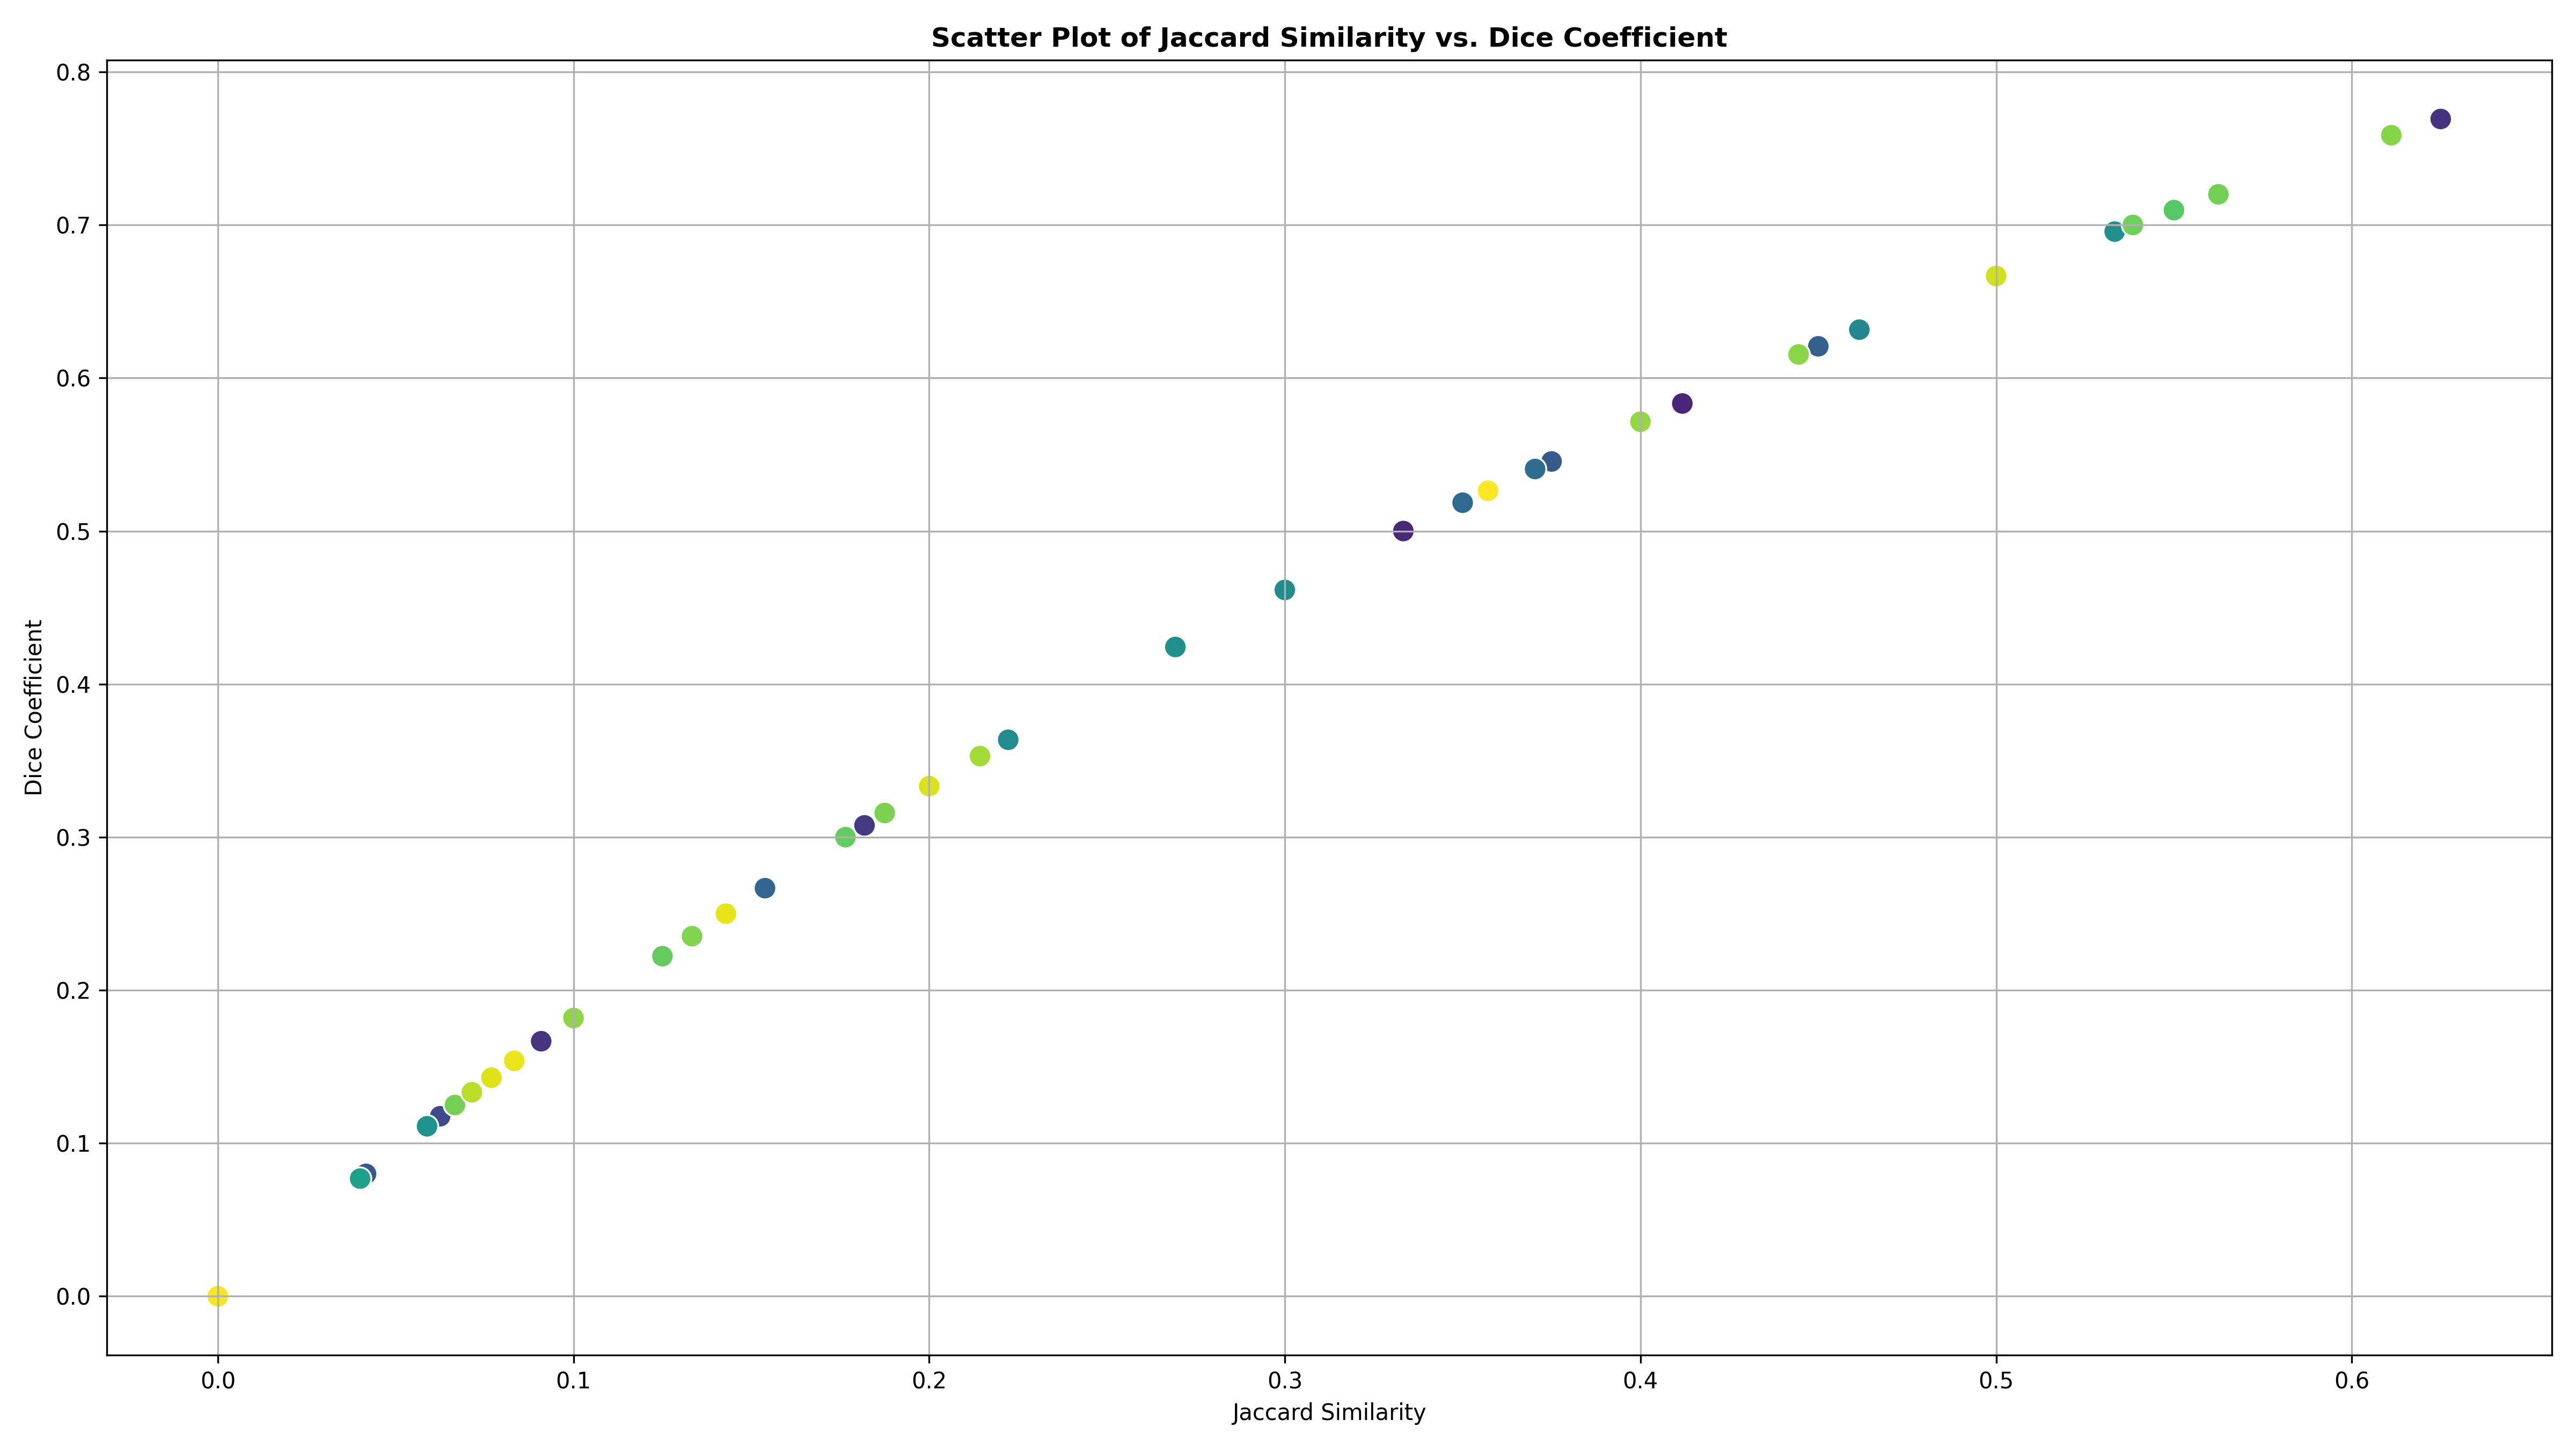 Scatter Plot of Jaccard Similarity vs. Dice Coefficient
0.8
0.7
0.6
0.5
0.4
0.3
0.2
0.1
0.0
Dice Coefficient
0.0 0.1 0.2 0.3 0.4 0.5 0.6
Jaccard Similarity